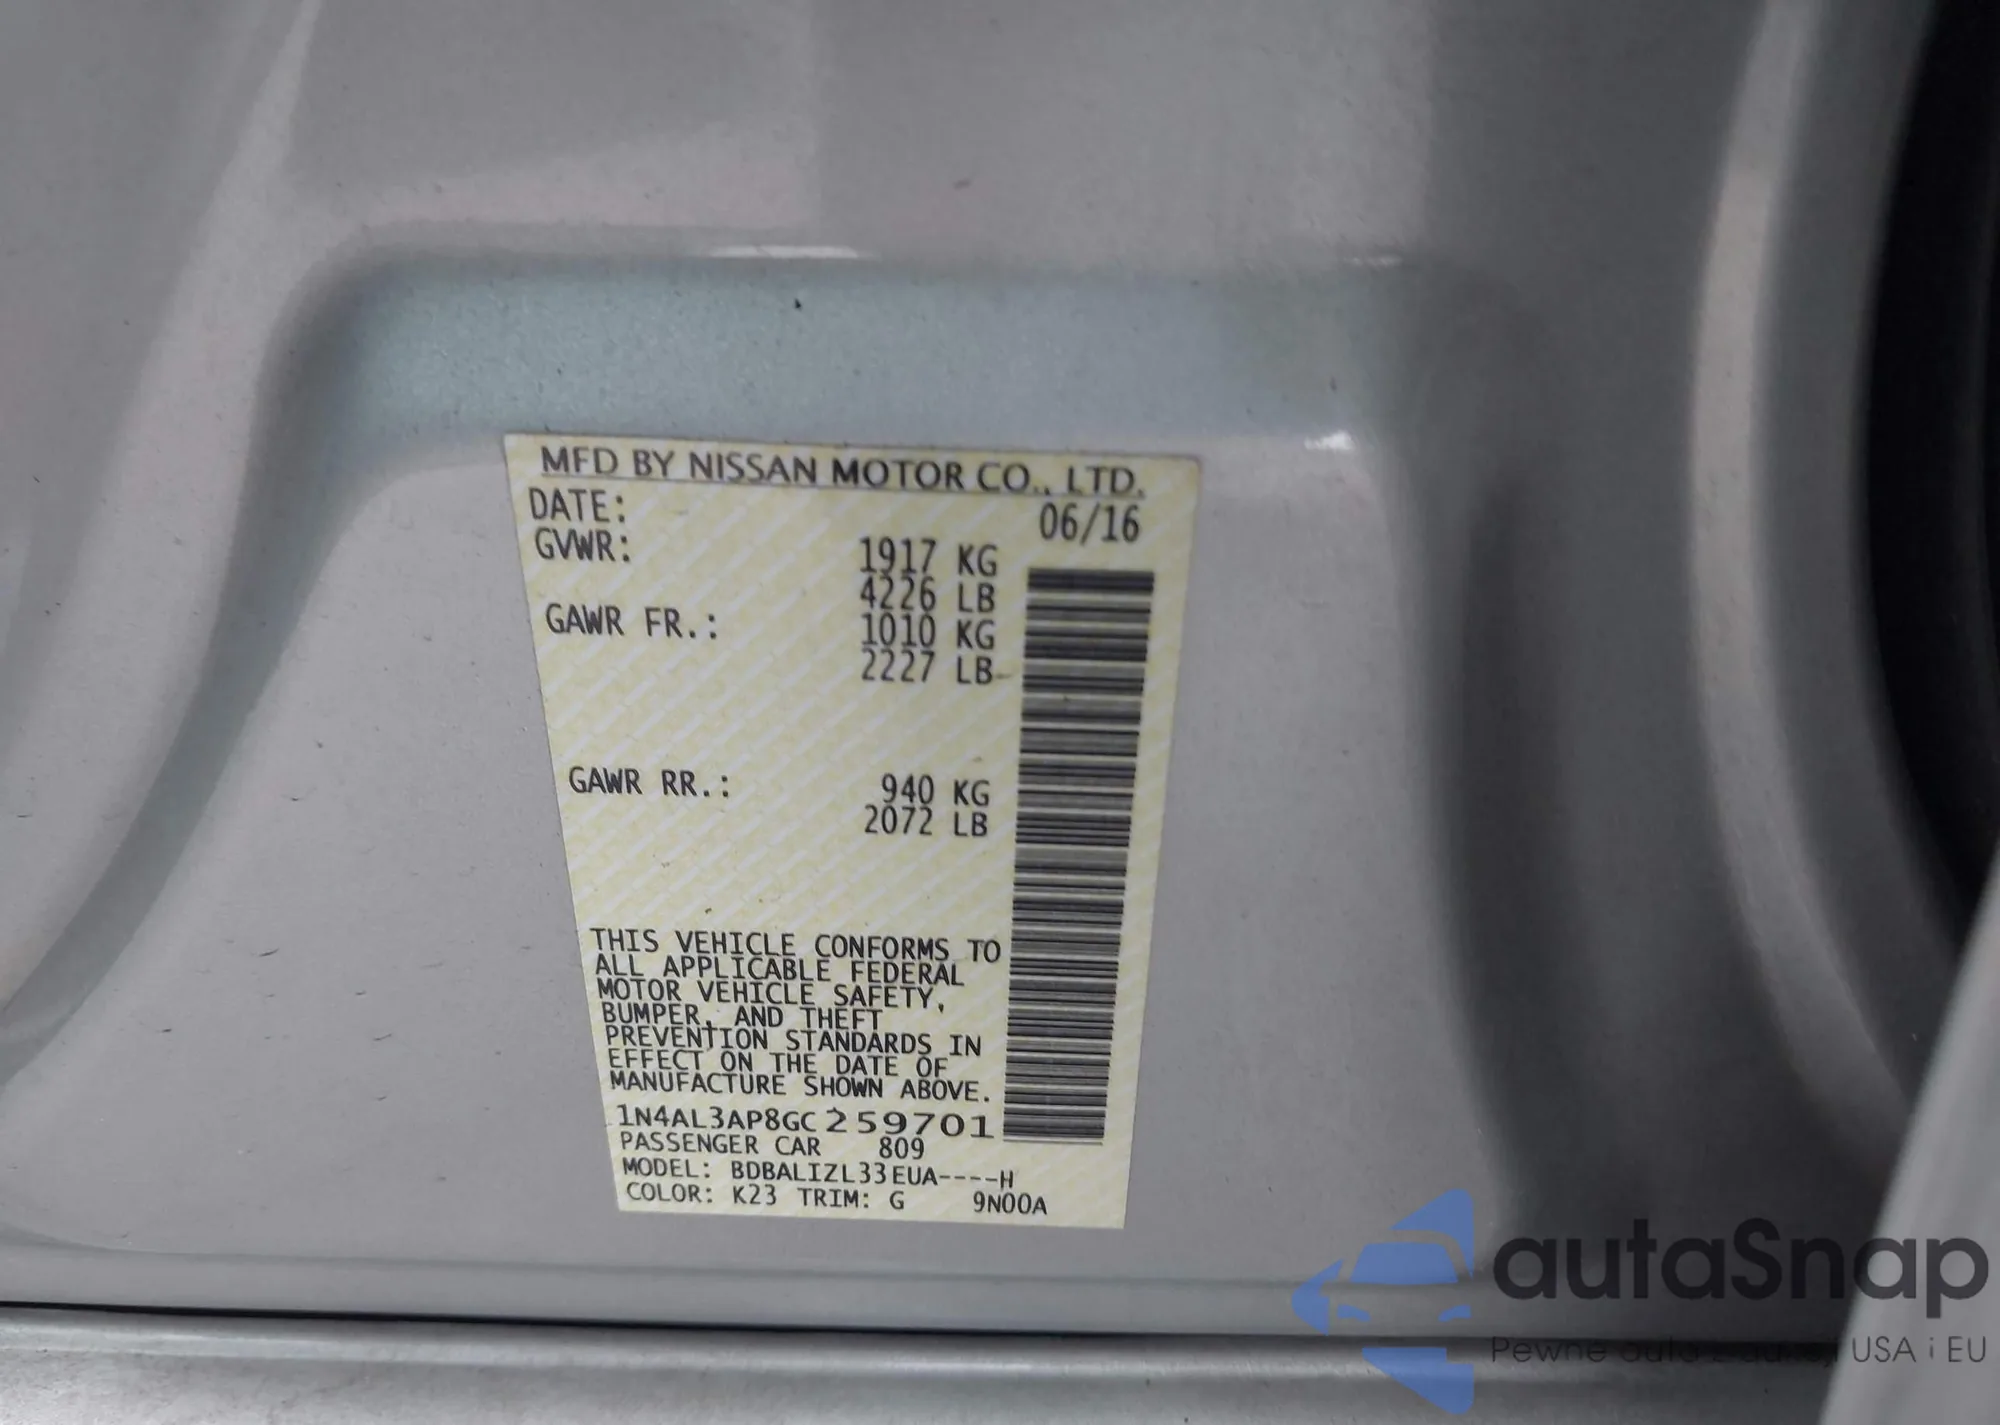 MFD BY NISSAN MOTOR CO., LTD.
DATE: 06/16
GVWR: 1917 KG
4226 LB
GAWR FR.: 1010 KG
2227 LB
GAWR RR.: 940 KG
2072 LB
THIS VEHICLE CONFORMS TO
ALL APPLICABLE FEDERAL
MOTOR VEHICLE SAFETY,
BUMPER, AND THEFT
PREVENTION STANDARDS IN
EFFECT ON THE DATE OF
MANUFACTURE SHOWN ABOVE.
1N4AL3AP8GC259701
PASSENGER CAR 809
MODEL: BDBALIZL33EUA----H
COLOR: K23 TRIM: G 9N00A
autaSnap
Pewne auto z aukcji USA i EU